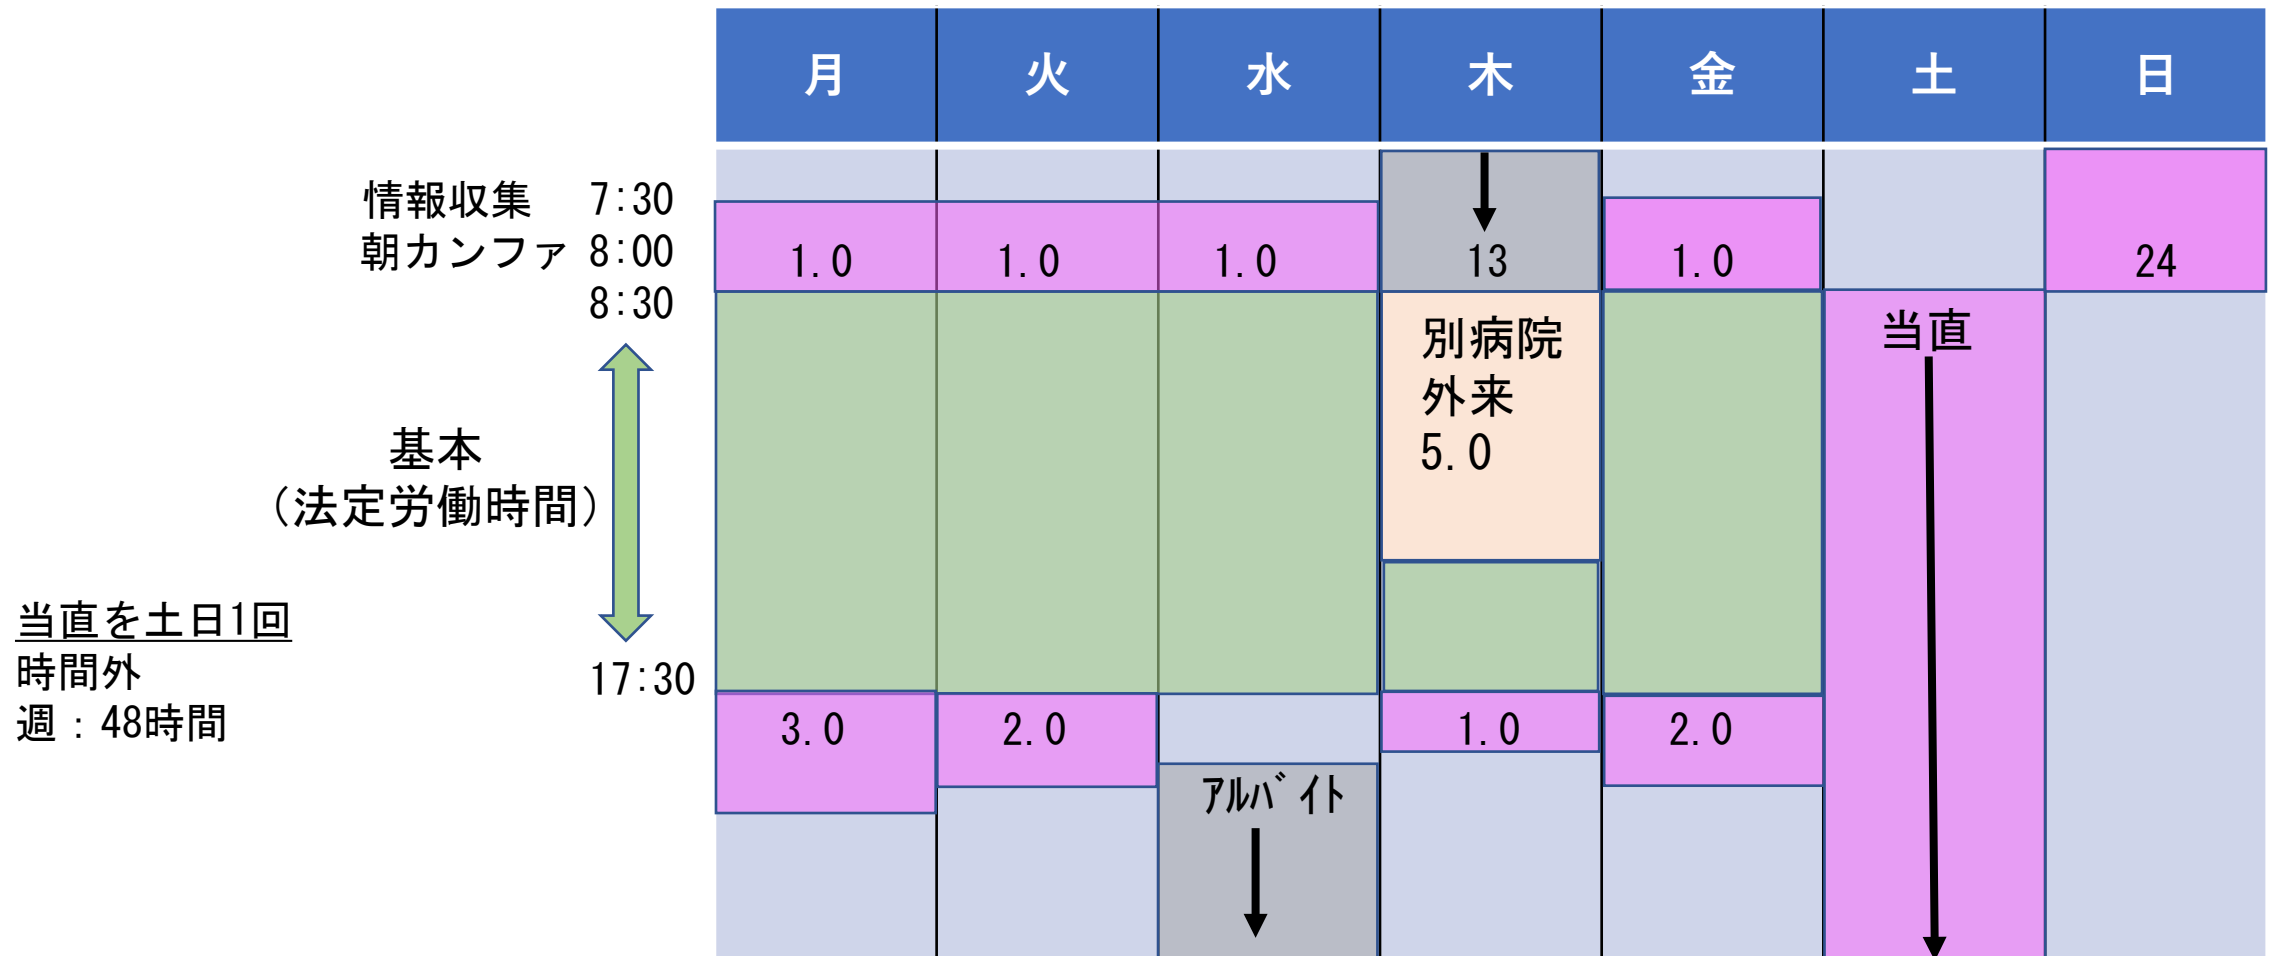 月 火 水 木 金 土 日
情報収集 7:30
朝カンファ 8:00
1.0 1.0 1.0 13 1.0 24
8:30
別病院
外来
5.0
当直
基本
(法定労働時間)
当直を土日1回
時間外
週:48時間
17:30
3.0 2.0 1.0 2.0
ｱﾙﾊﾞｲﾄ